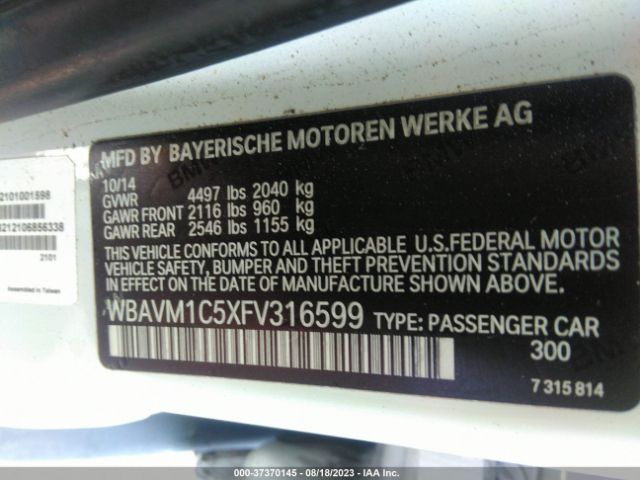 2101001598
3212106856338
2101
Assembled in Taiwan
MFD BY BAYERISCHE MOTOREN WERKE AG
10/14
GVWR 4497 lbs 2040 kg
GAWR FRONT 2116 lbs 960 kg
GAWR REAR 2546 lbs 1155 kg
THIS VEHICLE CONFORMS TO ALL APPLICABLE U.S.FEDERAL MOTOR
VEHICLE SAFETY, BUMPER AND THEFT PREVENTION STANDARDS
IN EFFECT ON THE DATE OF MANUFACTURE SHOWN ABOVE.
WBAVM1C5XFV316599 TYPE: PASSENGER CAR
300
7 315 814
000-37370145 - 08/18/2023 - IAA Inc.